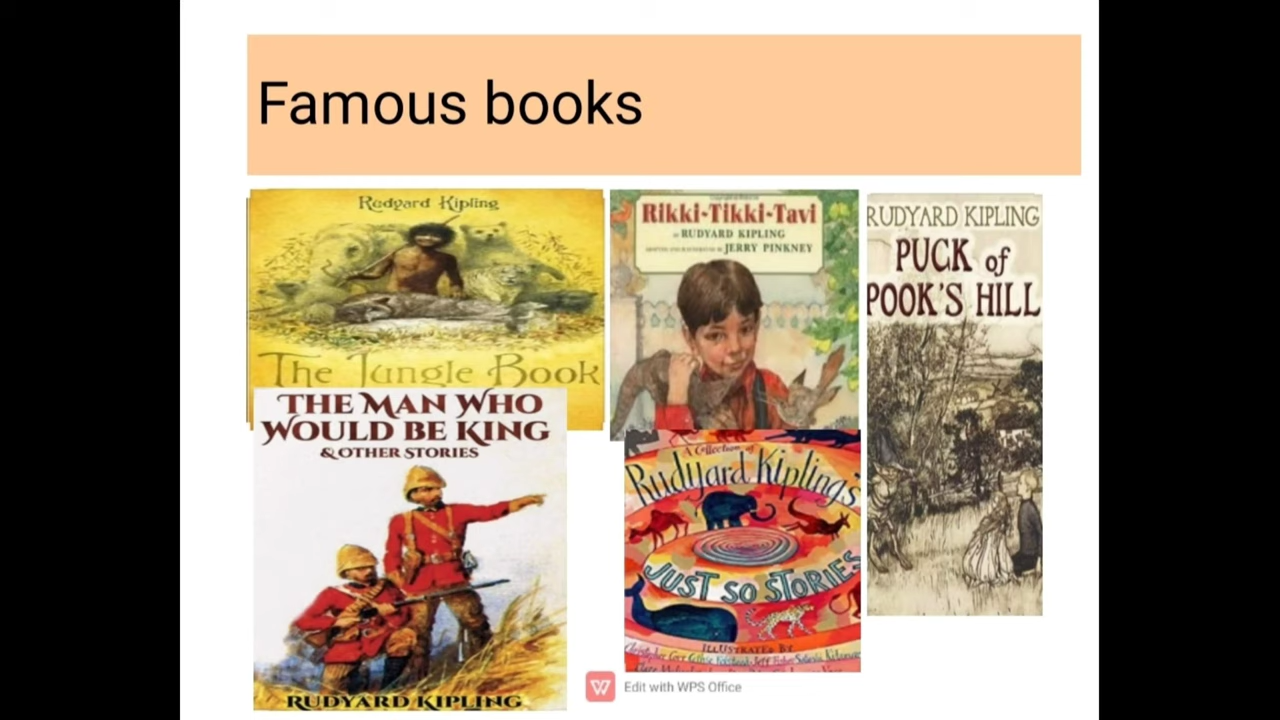 Famous books
Rudyard Kipling
The Jungle Book
Rikki-Tikki-Tavi
RUDYARD KIPLING
JERRY PINKNEY
RUDYARD KIPLING
PUCK of
POOK'S HILL
THE MAN WHO
WOULD BE KING
& OTHER STORIES
RUDYARD KIPLING
A Collection of
Rudyard Kipling's
JUST SO STORIES
ILLUSTRATED BY
Edit with WPS Office